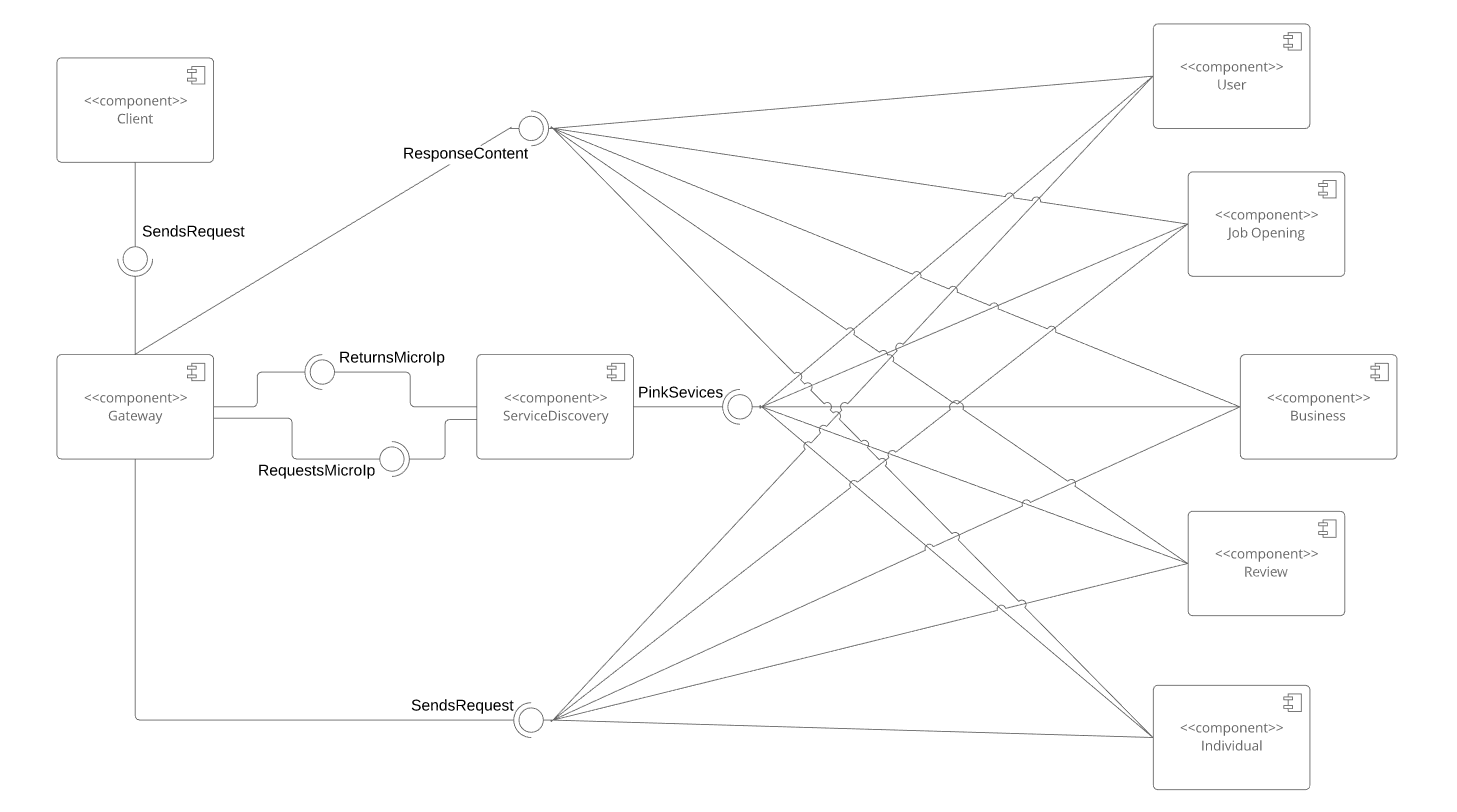 <<component>>
User
<<component>>
Client
ResponseContent
<<component>>
Job Opening
SendsRequest
ReturnsMicroIp
PinkSevices
<<component>>
Gateway
<<component>>
ServiceDiscovery
<<component>>
Business
RequestsMicroIp
<<component>>
Review
SendsRequest
<<component>>
Individual